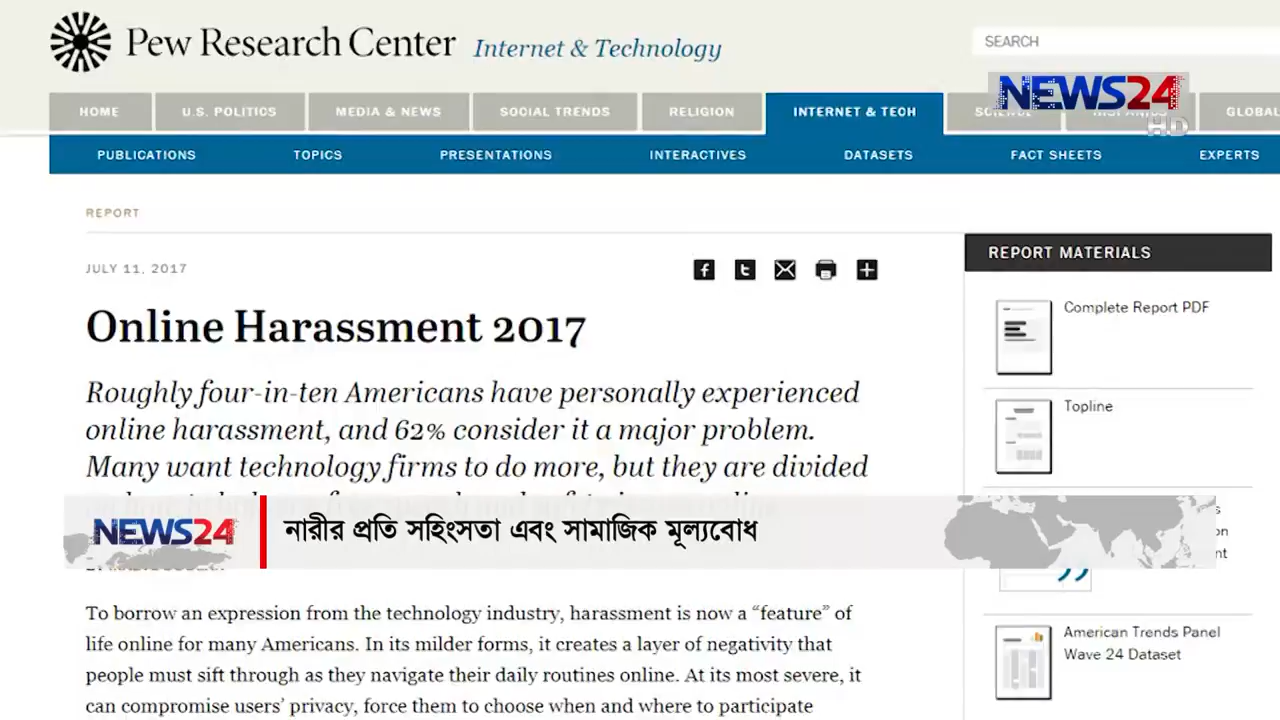 Pew Research Center Internet & Technology
SEARCH
NEWS24
HD
HOME U.S. POLITICS MEDIA & NEWS SOCIAL TRENDS RELIGION INTERNET & TECH GLOBAL
PUBLICATIONS TOPICS PRESENTATIONS INTERACTIVES DATASETS FACT SHEETS EXPERTS
REPORT
JULY 11, 2017
Online Harassment 2017
Roughly four-in-ten Americans have personally experienced
online harassment, and 62% consider it a major problem.
Many want technology firms to do more, but they are divided
NEWS24 নারীর প্রতি সহিংসতা এবং সামাজিক মূল্যবোধ
To borrow an expression from the technology industry, harassment is now a “feature” of
life online for many Americans. In its milder forms, it creates a layer of negativity that
people must sift through as they navigate their daily routines online. At its most severe, it
can compromise users’ privacy, force them to choose when and where to participate
REPORT MATERIALS
Complete Report PDF
Topline
American Trends Panel
Wave 24 Dataset